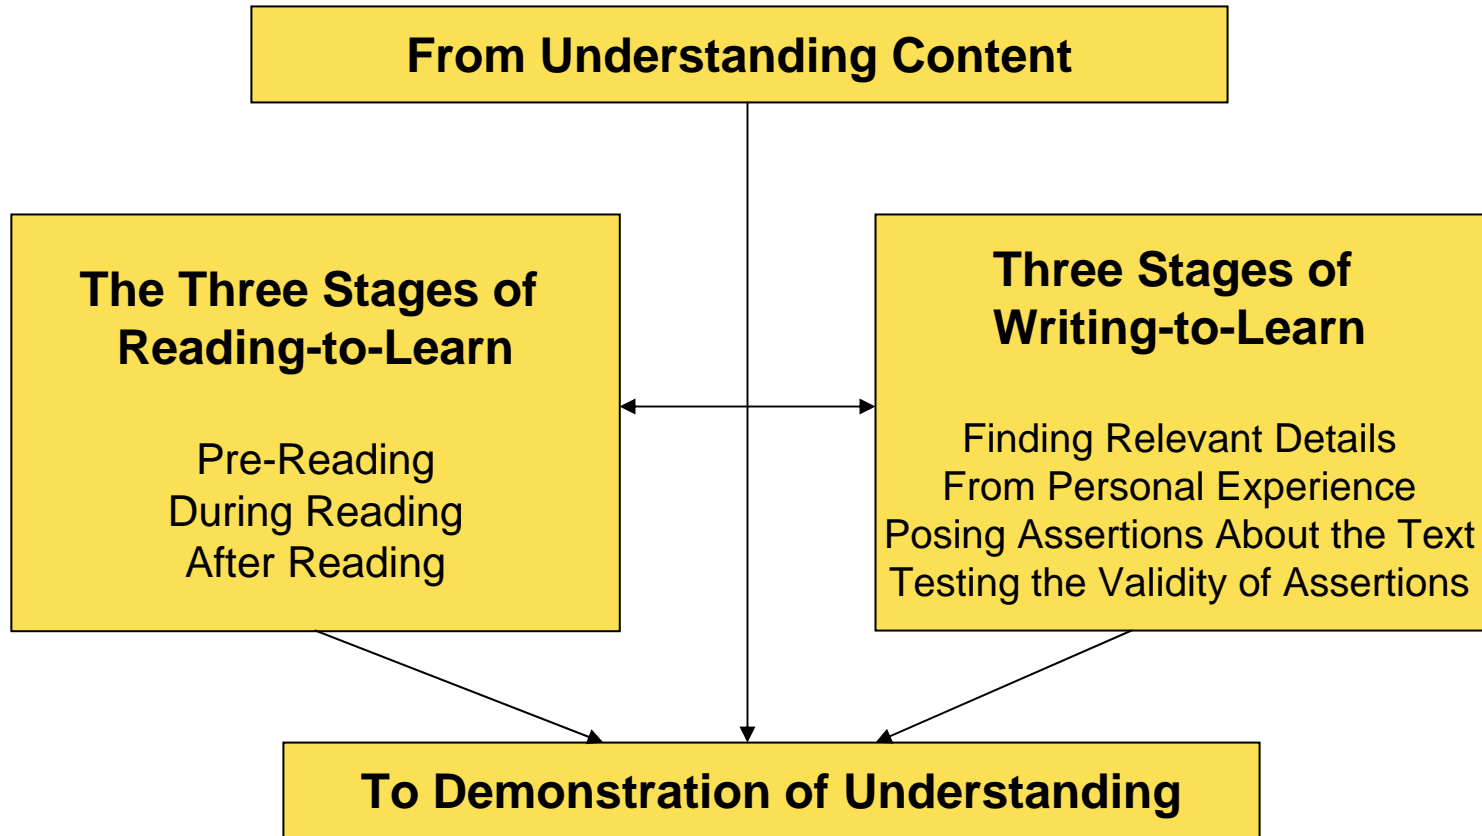 From Understanding Content
The Three Stages of
Reading-to-Learn
Pre-Reading
During Reading
After Reading
Three Stages of
Writing-to-Learn
Finding Relevant Details
From Personal Experience
Posing Assertions About the Text
Testing the Validity of Assertions
To Demonstration of Understanding